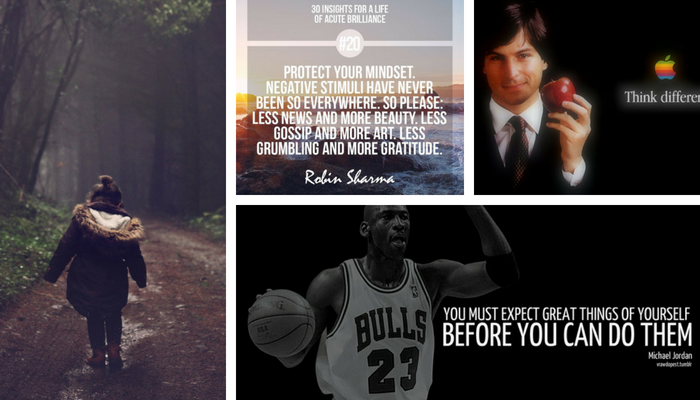 30 INSIGHTS FOR A LIFE
OF ACUTE BRILLIANCE
#20
PROTECT YOUR MINDSET.
NEGATIVE STIMULI HAVE NEVER
BEEN SO EVERYWHERE. SO PLEASE:
LESS NEWS AND MORE BEAUTY. LESS
GOSSIP AND MORE ART. LESS
GRUMBLING AND MORE GRATITUDE.
Robin Sharma
Think differen
BULLS
23
YOU MUST EXPECT GREAT THINGS OF YOURSELF
BEFORE YOU CAN DO THEM
Michael Jordan